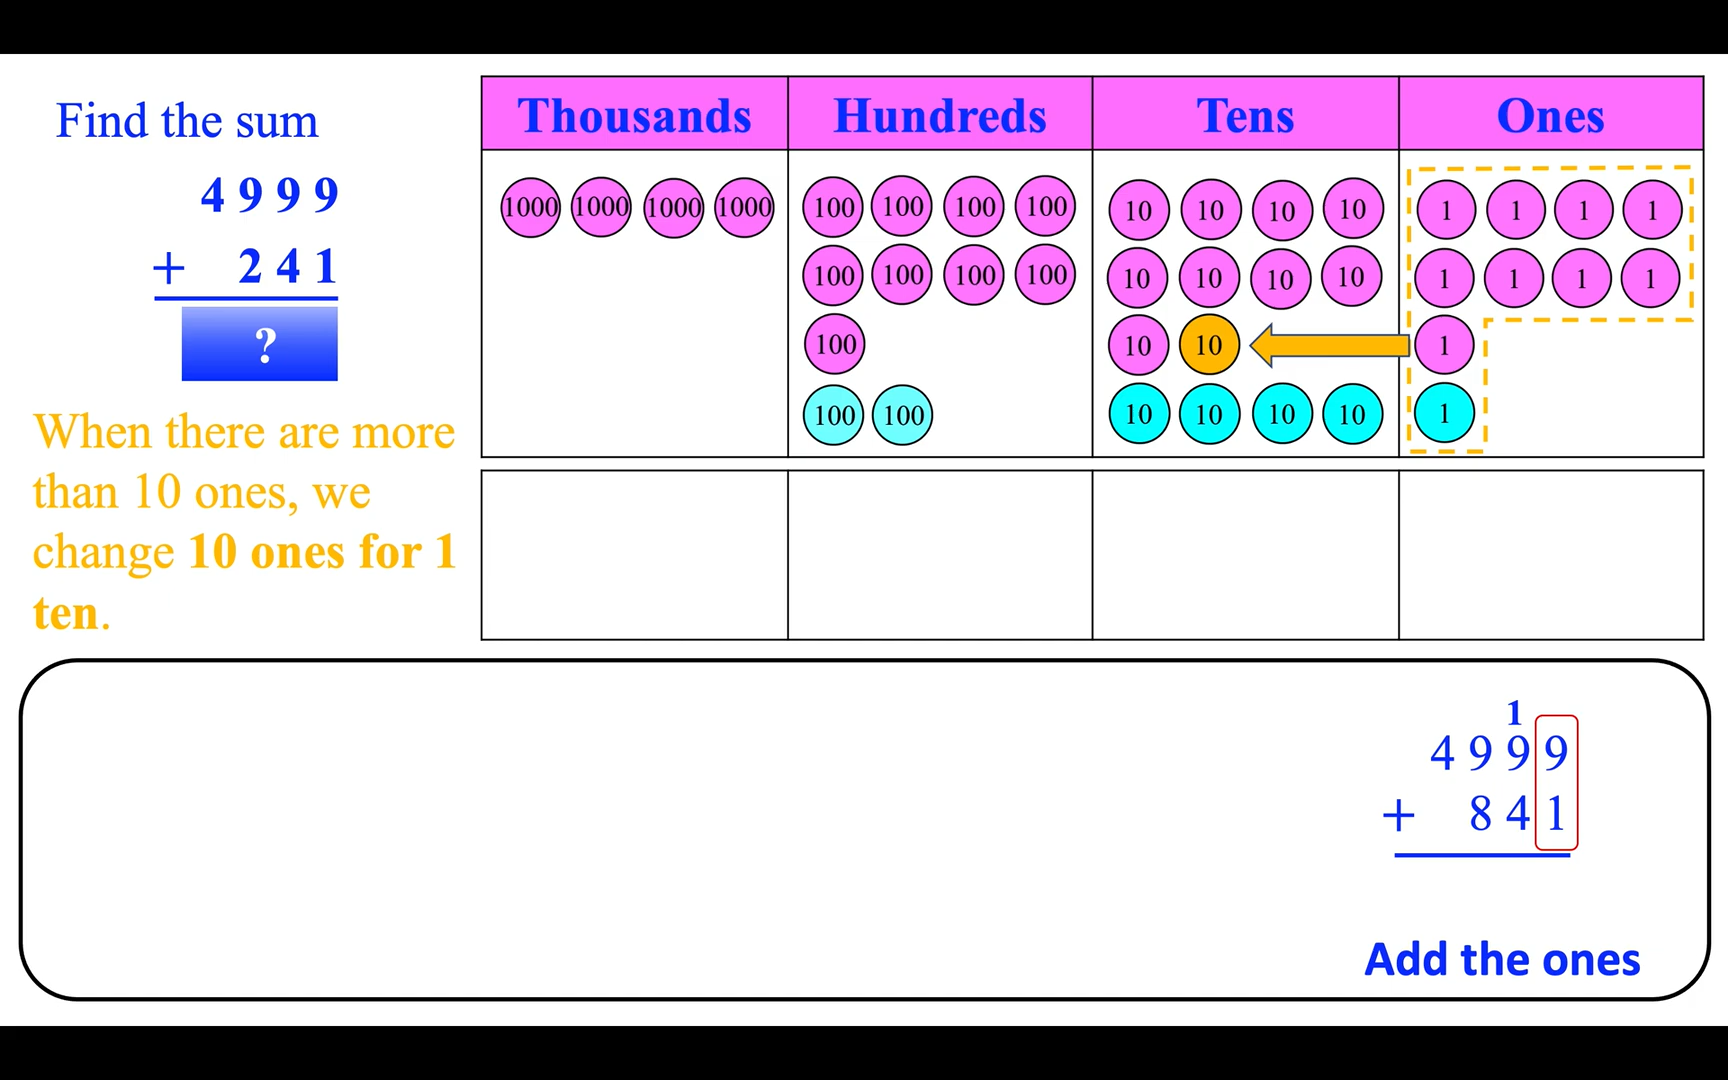 Find the sum
4 9 9 9
+ 2 4 1
?
When there are more
than 10 ones, we
change 10 ones for 1
ten.
Thousands Hundreds Tens Ones
1000 1000 1000 1000 100 100 100 100 10 10 10 10 1 1 1 1
100 100 100 100 10 10 10 10 1 1 1 1
100 10 10 1
100 100 10 10 10 10 1
1
4 9 9 9
+ 8 4 1
Add the ones